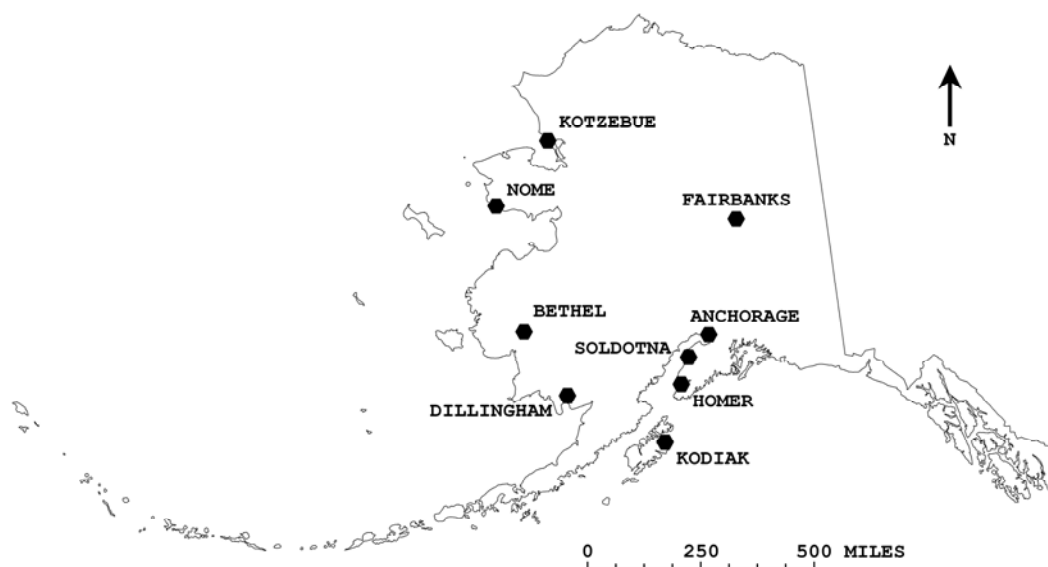 KOTZEBUE
N
NOME
FAIRBANKS
BETHEL
ANCHORAGE
SOLDOTNA
HOMER
DILLINGHAM
KODIAK
0 250 500 MILES